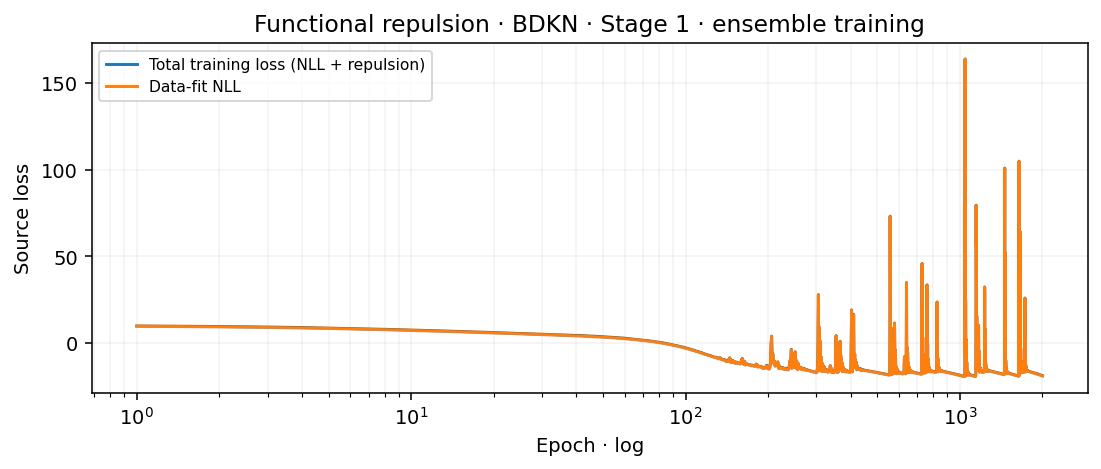 Functional repulsion · BDKN · Stage 1 · ensemble training
Total training loss (NLL + repulsion)
Data-fit NLL
Source loss
150
100
50
0
10⁰
10¹
10²
10³
Epoch · log